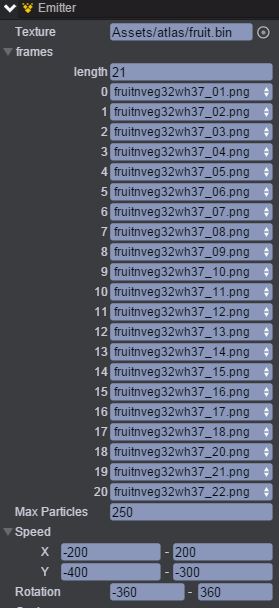 Emitter
Texture Assets/atlas/fruit.bin
frames
length 21
0 fruitnveg32wh37_01.png
1 fruitnveg32wh37_02.png
2 fruitnveg32wh37_03.png
3 fruitnveg32wh37_04.png
4 fruitnveg32wh37_05.png
5 fruitnveg32wh37_06.png
6 fruitnveg32wh37_07.png
7 fruitnveg32wh37_08.png
8 fruitnveg32wh37_09.png
9 fruitnveg32wh37_10.png
10 fruitnveg32wh37_11.png
11 fruitnveg32wh37_12.png
12 fruitnveg32wh37_13.png
13 fruitnveg32wh37_14.png
14 fruitnveg32wh37_15.png
15 fruitnveg32wh37_16.png
16 fruitnveg32wh37_17.png
17 fruitnveg32wh37_18.png
18 fruitnveg32wh37_20.png
19 fruitnveg32wh37_21.png
20 fruitnveg32wh37_22.png
Max Particles 250
Speed
X -200 - 200
Y -400 - -300
Rotation -360 - 360